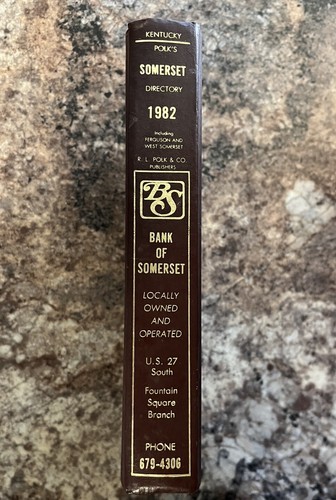 KENTUCKY
POLK'S
SOMERSET
DIRECTORY
1982
Including
FERGUSON AND
WEST SOMERSET
R. L. POLK & CO.
PUBLISHERS
BS
BANK
OF
SOMERSET
LOCALLY
OWNED
AND
OPERATED
U.S. 27
South
Fountain
Square
Branch
PHONE
679-4306